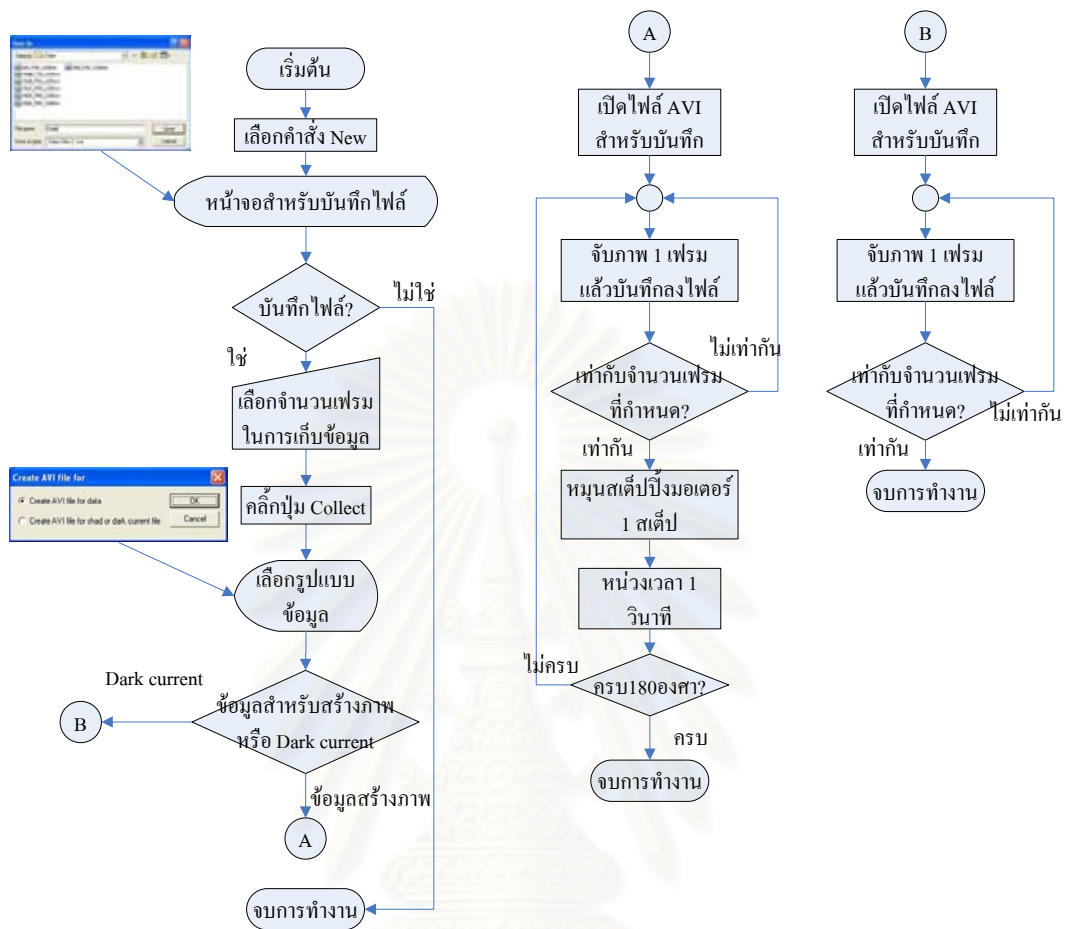 เริ่มต้น
เลือกคำสั่ง New
หน้าจอสำหรับบันทึกไฟล์
บันทึกไฟล์?
ไม่ใช่
ใช่
เลือกจำนวนเฟรม
ในการเก็บข้อมูล
Create AVI file for
Create AVI file for data
OK
Create AVI file for shad or dark current file
Cancel
คลิ้กปุ่ม Collect
เลือกรูปแบบ
ข้อมูล
Dark current
B
ข้อมูลสำหรับสร้างภาพ
หรือ Dark current
ข้อมูลสร้างภาพ
A
จบการทำงาน
A
เปิดไฟล์ AVI
สำหรับบันทึก
จับภาพ 1 เฟรม
แล้วบันทึกลงไฟล์
ไม่เท่ากัน
เท่ากับจำนวนเฟรม
ที่กำหนด?
เท่ากัน
หมุนสเต็ปปิ้งมอเตอร์
1 สเต็ป
หน่วงเวลา 1
วินาที
ไม่ครบ
ครบ180องศา?
ครบ
จบการทำงาน
B
เปิดไฟล์ AVI
สำหรับบันทึก
จับภาพ 1 เฟรม
แล้วบันทึกลงไฟล์
เท่ากับจำนวนเฟรม
ที่กำหนด?
ไม่เท่ากัน
เท่ากัน
จบการทำงาน